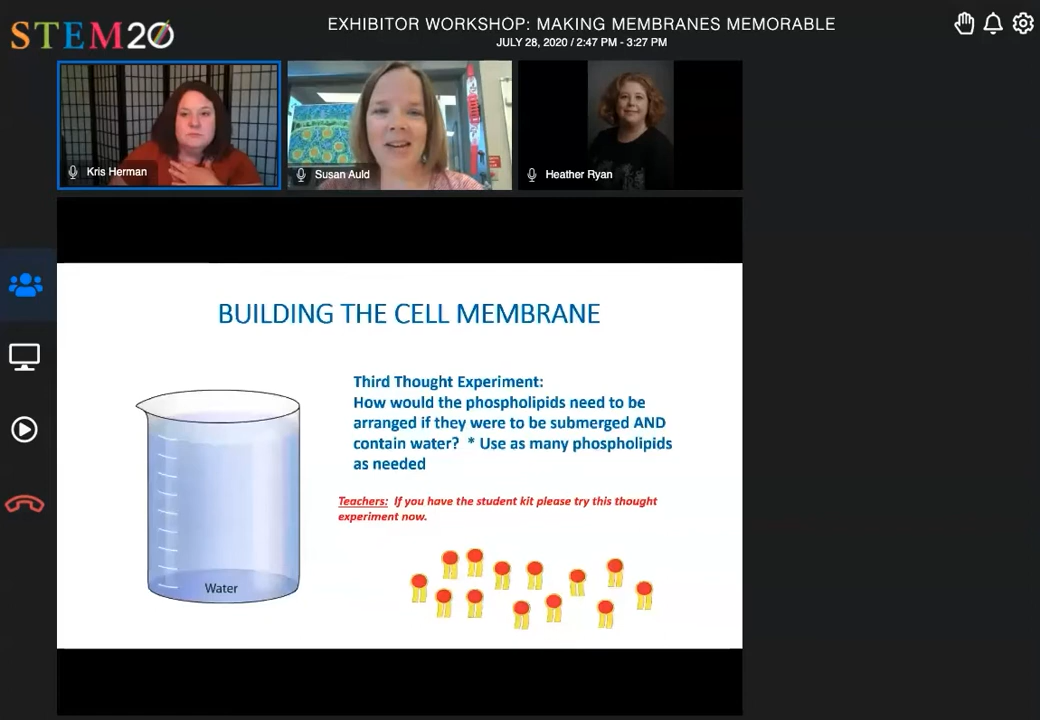 STEM20
EXHIBITOR WORKSHOP: MAKING MEMBRANES MEMORABLE
JULY 28, 2020 / 2:47 PM - 3:27 PM
Kris Herman
Susan Auld
Heather Ryan
BUILDING THE CELL MEMBRANE
Third Thought Experiment:
How would the phospholipids need to be
arranged if they were to be submerged AND
contain water? * Use as many phospholipids
as needed
Teachers: If you have the student kit please try this thought
experiment now.
Water